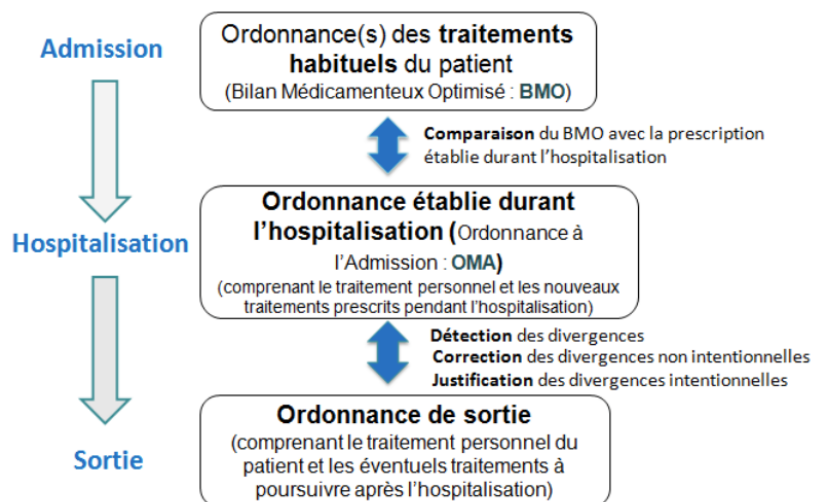 Admission
Ordonnance(s) des traitements
habituels du patient
(Bilan Médicamenteux Optimisé : BMO)
Comparaison du BMO avec la prescription
établie durant l'hospitalisation
Hospitalisation
Ordonnance établie durant
l'hospitalisation (Ordonnance à
l'Admission : OMA)
(comprenant le traitement personnel et les nouveaux
traitements prescrits pendant l'hospitalisation)
Détection des divergences
Correction des divergences non intentionnelles
Justification des divergences intentionnelles
Sortie
Ordonnance de sortie
(comprenant le traitement personnel du
patient et les éventuels traitements à
poursuivre après l'hospitalisation)